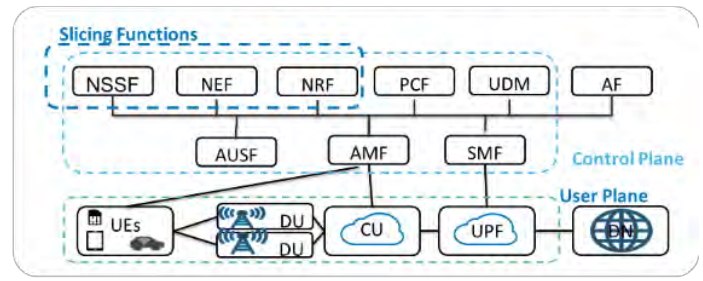 Slicing Functions
NSSF
NEF
NRF
PCF
UDM
AF
AUSF
AMF
SMF
Control Plane
User Plane
UEs
DU
DU
CU
UPF
DN